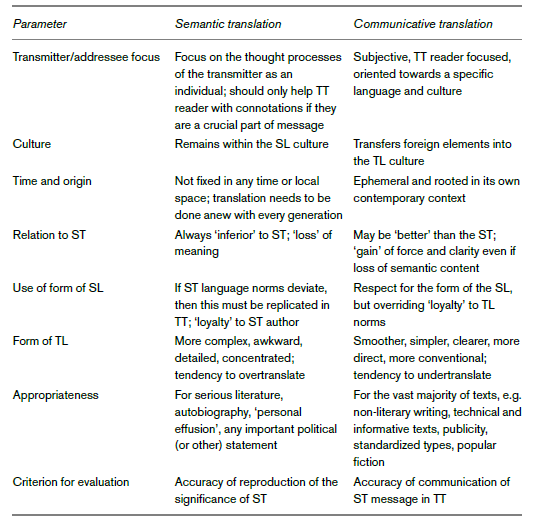 Parameter Semantic translation Communicative translation
Transmitter/addressee focus Focus on the thought processes Subjective, TT reader focused,
of the transmitter as an oriented towards a specific
individual; should only help TT language and culture
reader with connotations if they
are a crucial part of message
Culture Remains within the SL culture Transfers foreign elements into
the TL culture
Time and origin Not fixed in any time or local Ephemeral and rooted in its own
space; translation needs to be contemporary context
done anew with every generation
Relation to ST Always ‘inferior’ to ST; ‘loss’ of May be ‘better’ than the ST;
meaning ‘gain’ of force and clarity even if
loss of semantic content
Use of form of SL If ST language norms deviate, Respect for the form of the SL,
then this must be replicated in but overriding ‘loyalty’ to TL
TT; ‘loyalty’ to ST author norms
Form of TL More complex, awkward, Smoother, simpler, clearer, more
detailed, concentrated; direct, more conventional;
tendency to overtranslate tendency to undertranslate
Appropriateness For serious literature, For the vast majority of texts, e.g.
autobiography, ‘personal non-literary writing, technical and
effusion’, any important political informative texts, publicity,
(or other) statement standardized types, popular
fiction
Criterion for evaluation Accuracy of reproduction of the Accuracy of communication of
significance of ST ST message in TT